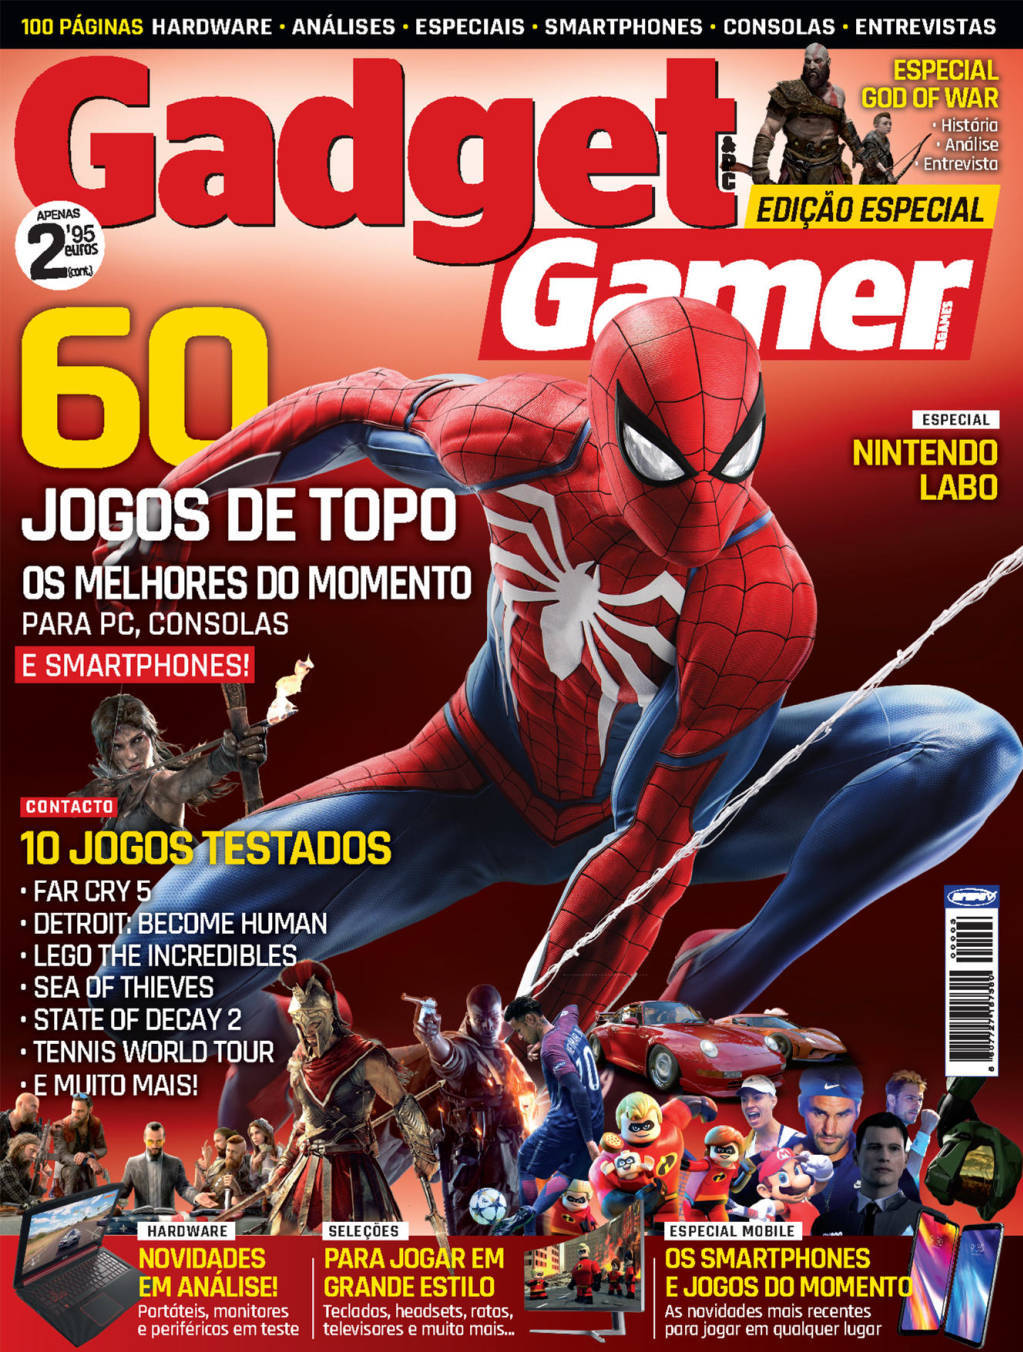 100 PÁGINAS HARDWARE • ANÁLISES • ESPECIAIS • SMARTPHONES • CONSOLAS • ENTREVISTAS
Gadget
ESPECIAL
GOD OF WAR
• História
• Análise
• Entrevista
EDIÇÃO ESPECIAL
APENAS
2'95
euros
(cont.)
Gamer
&GAMES
60
JOGOS DE TOPO
OS MELHORES DO MOMENTO
PARA PC, CONSOLAS
E SMARTPHONES!
ESPECIAL
NINTENDO
LABO
CONTACTO
10 JOGOS TESTADOS
• FAR CRY 5
• DETROIT: BECOME HUMAN
• LEGO THE INCREDIBLES
• SEA OF THIEVES
• STATE OF DECAY 2
• TENNIS WORLD TOUR
• E MUITO MAIS!
00003
10
HARDWARE
NOVIDADES
EM ANÁLISE!
Portáteis, monitores
e periféricos em teste
SELEÇÕES
PARA JOGAR EM
GRANDE ESTILO
Teclados, headsets, ratos,
televisores e muito mais...
ESPECIAL MOBILE
OS SMARTPHONES
E JOGOS DO MOMENTO
As novidades mais recentes
para jogar em qualquer lugar